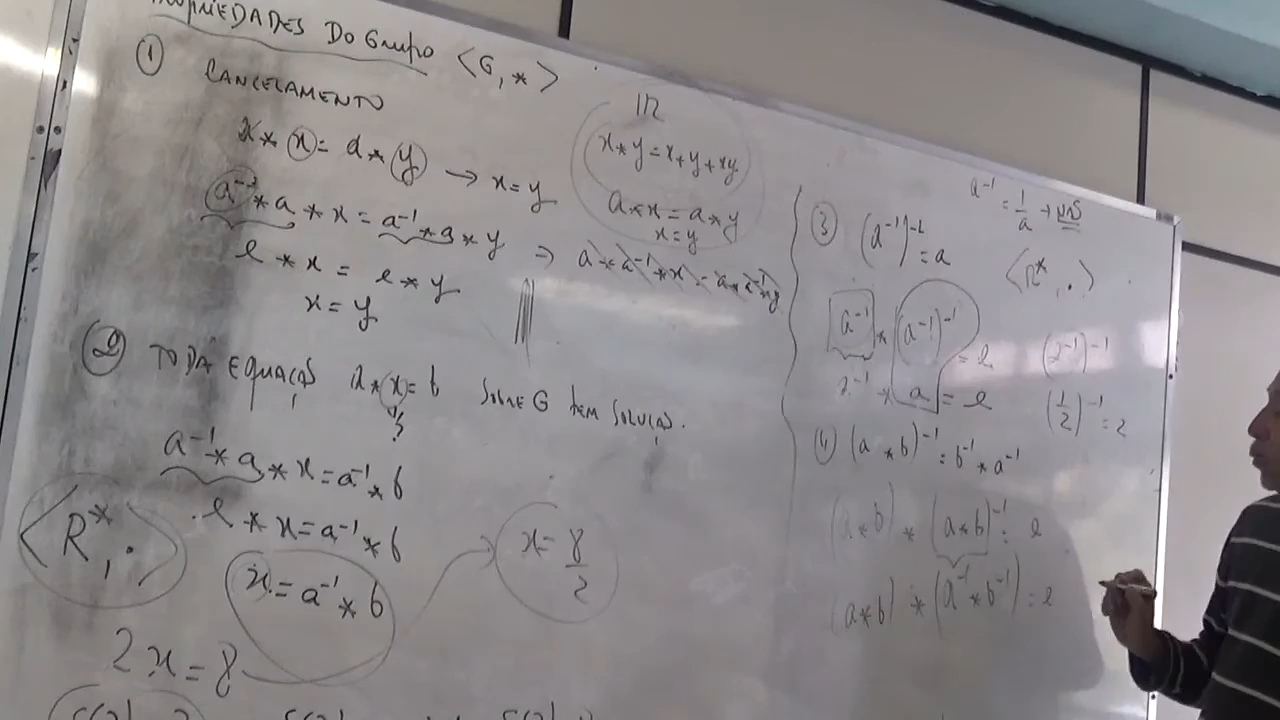 PROPRIEDADES DO GRUPO <G, *>
① CANCELAMENTO
a * x = a * y → x = y
a⁻¹ * a * x = a⁻¹ * a * y ⇒ a * a⁻¹ * x = a * a⁻¹ * y
e * x = e * y
x = y
ℝ
x * y = x + y + xy
a * x = a * y
x = y
② TODA EQUAÇÃO a * x = b SOBRE G TEM SOLUÇÃO.
?
a⁻¹ * a * x = a⁻¹ * b
e * x = a⁻¹ * b
<R*, ·>
x = a⁻¹ * b
x = 8/2
2x = 8
a⁻¹ = 1/a →
③ (a⁻¹)⁻¹ = a
<R*, ·>
a⁻¹ * (a⁻¹)⁻¹ = e
a⁻¹ * a = e
(2⁻¹)⁻¹
(1/2)⁻¹ = 2
④ (a * b)⁻¹ = b⁻¹ * a⁻¹
(a * b) * (a * b)⁻¹ = e
(a * b) * (a⁻¹ * b⁻¹) = e